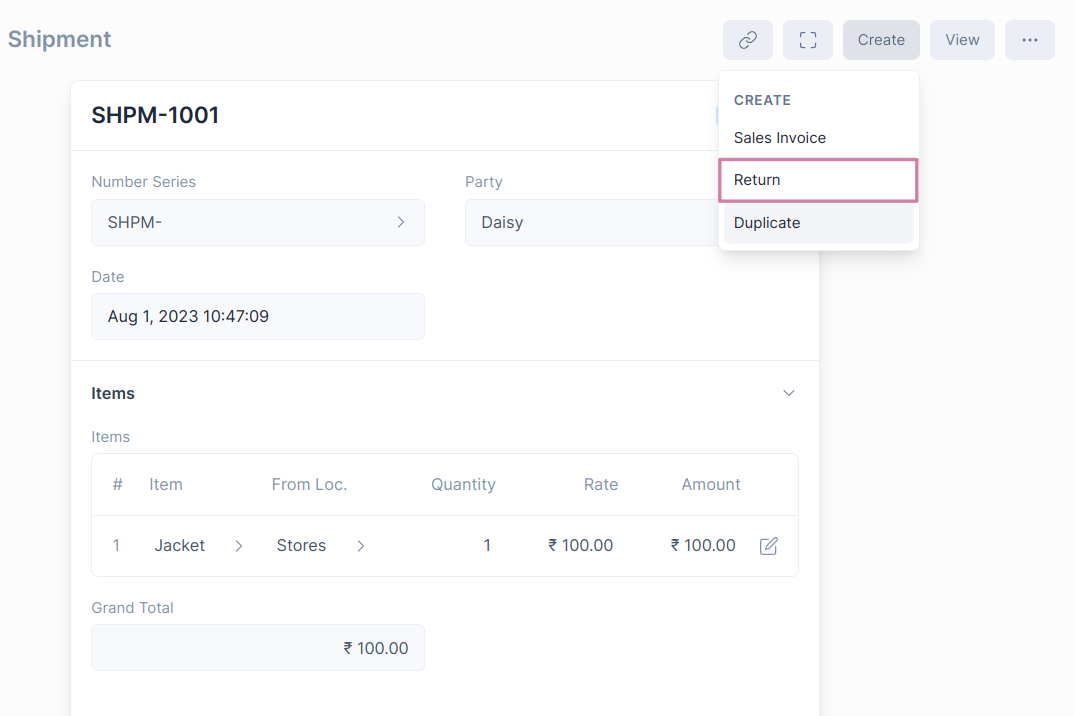 Shipment
Create
View
CREATE
SHPM-1001
Sales Invoice
Return
Duplicate
Number Series
Party
SHPM-
Daisy
Date
Aug 1, 2023 10:47:09
Items
Items
# Item From Loc. Quantity Rate Amount
1 Jacket Stores 1 ₹ 100.00 ₹ 100.00
Grand Total
₹ 100.00